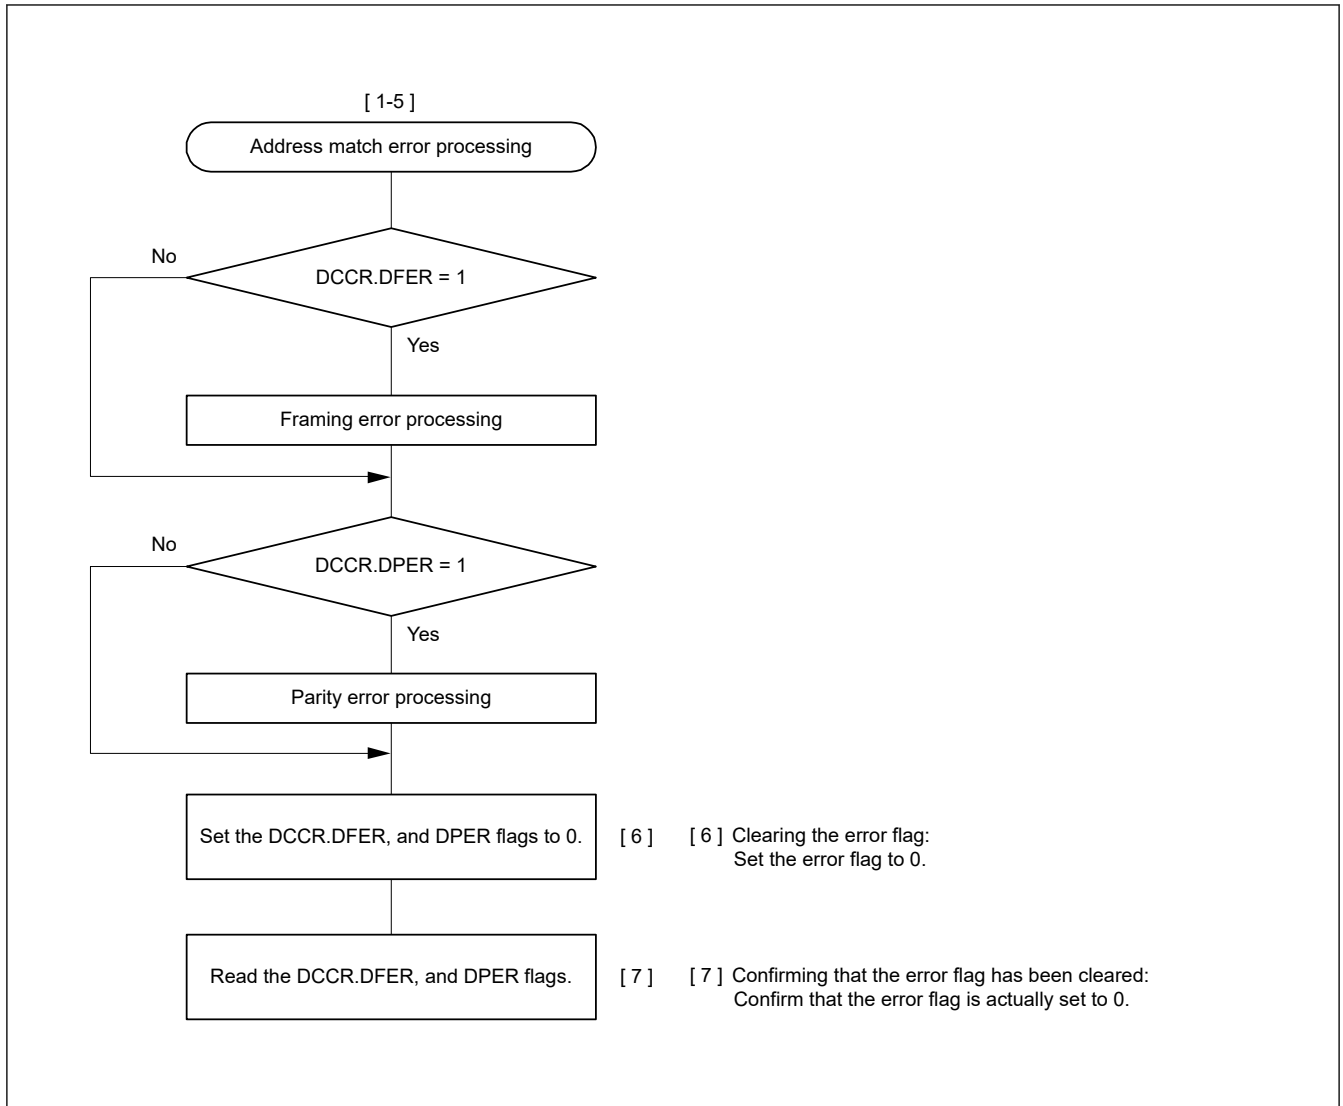 [ 1-5 ]
Address match error processing
No
DCCR.DFER = 1
Yes
Framing error processing
No
DCCR.DPER = 1
Yes
Parity error processing
Set the DCCR.DFER, and DPER flags to 0.
[ 6 ]
[ 6 ] Clearing the error flag:
Set the error flag to 0.
Read the DCCR.DFER, and DPER flags.
[ 7 ]
[ 7 ] Confirming that the error flag has been cleared:
Confirm that the error flag is actually set to 0.